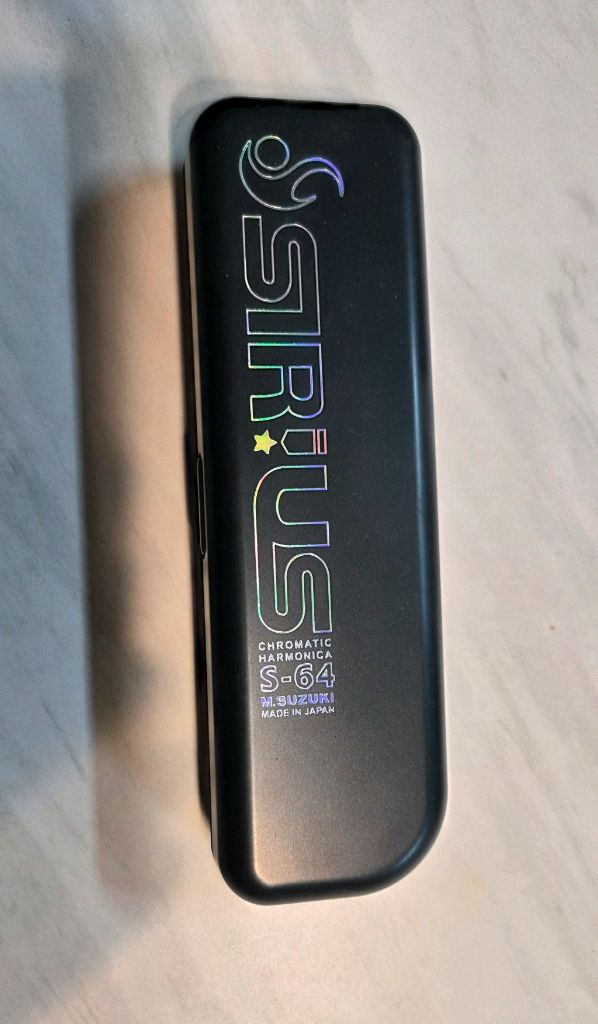 SIRIUS
CHROMATIC
HARMONICA
S-64
M.SUZUKI
MADE IN JAPAN